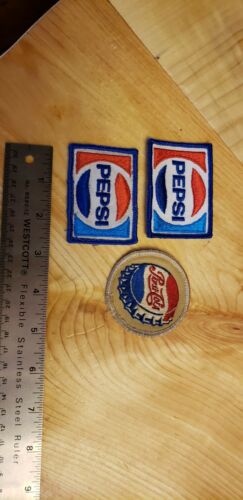 PEPSI
PEPSI
Pepsi-Cola
WESTCOTT®
Flexible
Stainless
Steel Ruler
1
2
3
4
5
6
7
8
9